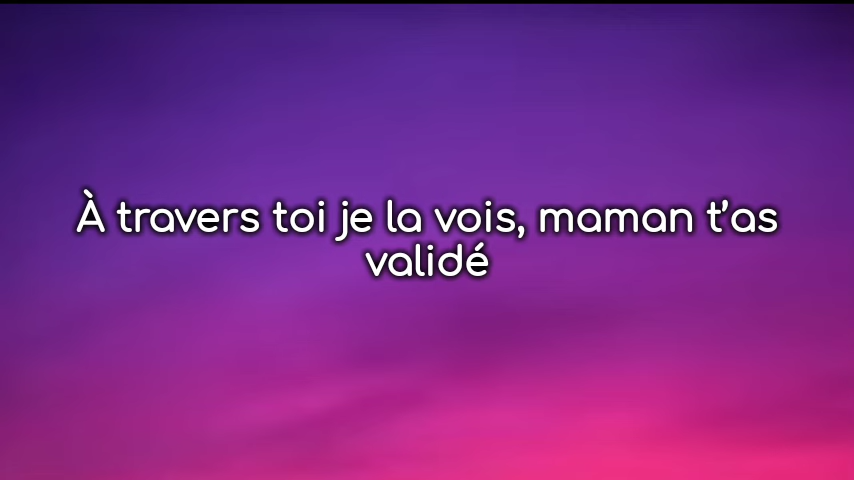 À travers toi je la vois, maman t’as
validé